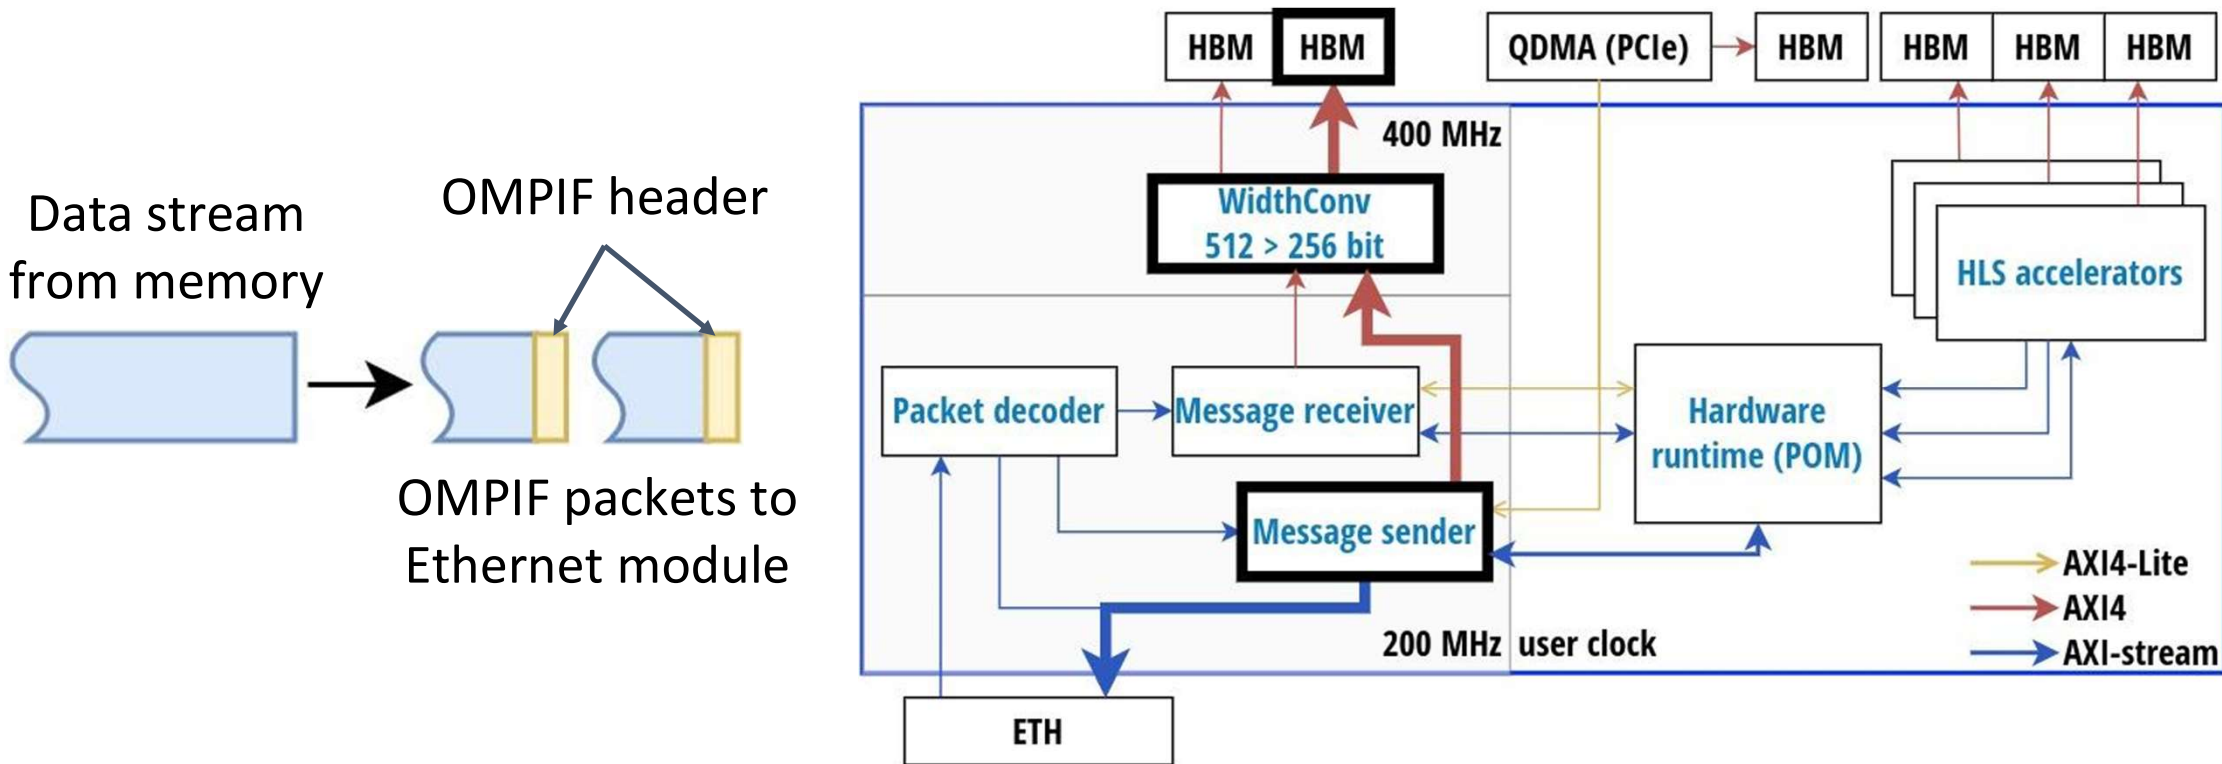 Data stream
from memory
OMPIF header
OMPIF packets to
Ethernet module
HBM
HBM
QDMA (PCIe)
HBM
HBM
HBM
HBM
400 MHz
WidthConv
512 > 256 bit
HLS accelerators
Packet decoder
Message receiver
Hardware
runtime (POM)
Message sender
200 MHz
user clock
AXI4-Lite
AXI4
AXI-stream
ETH